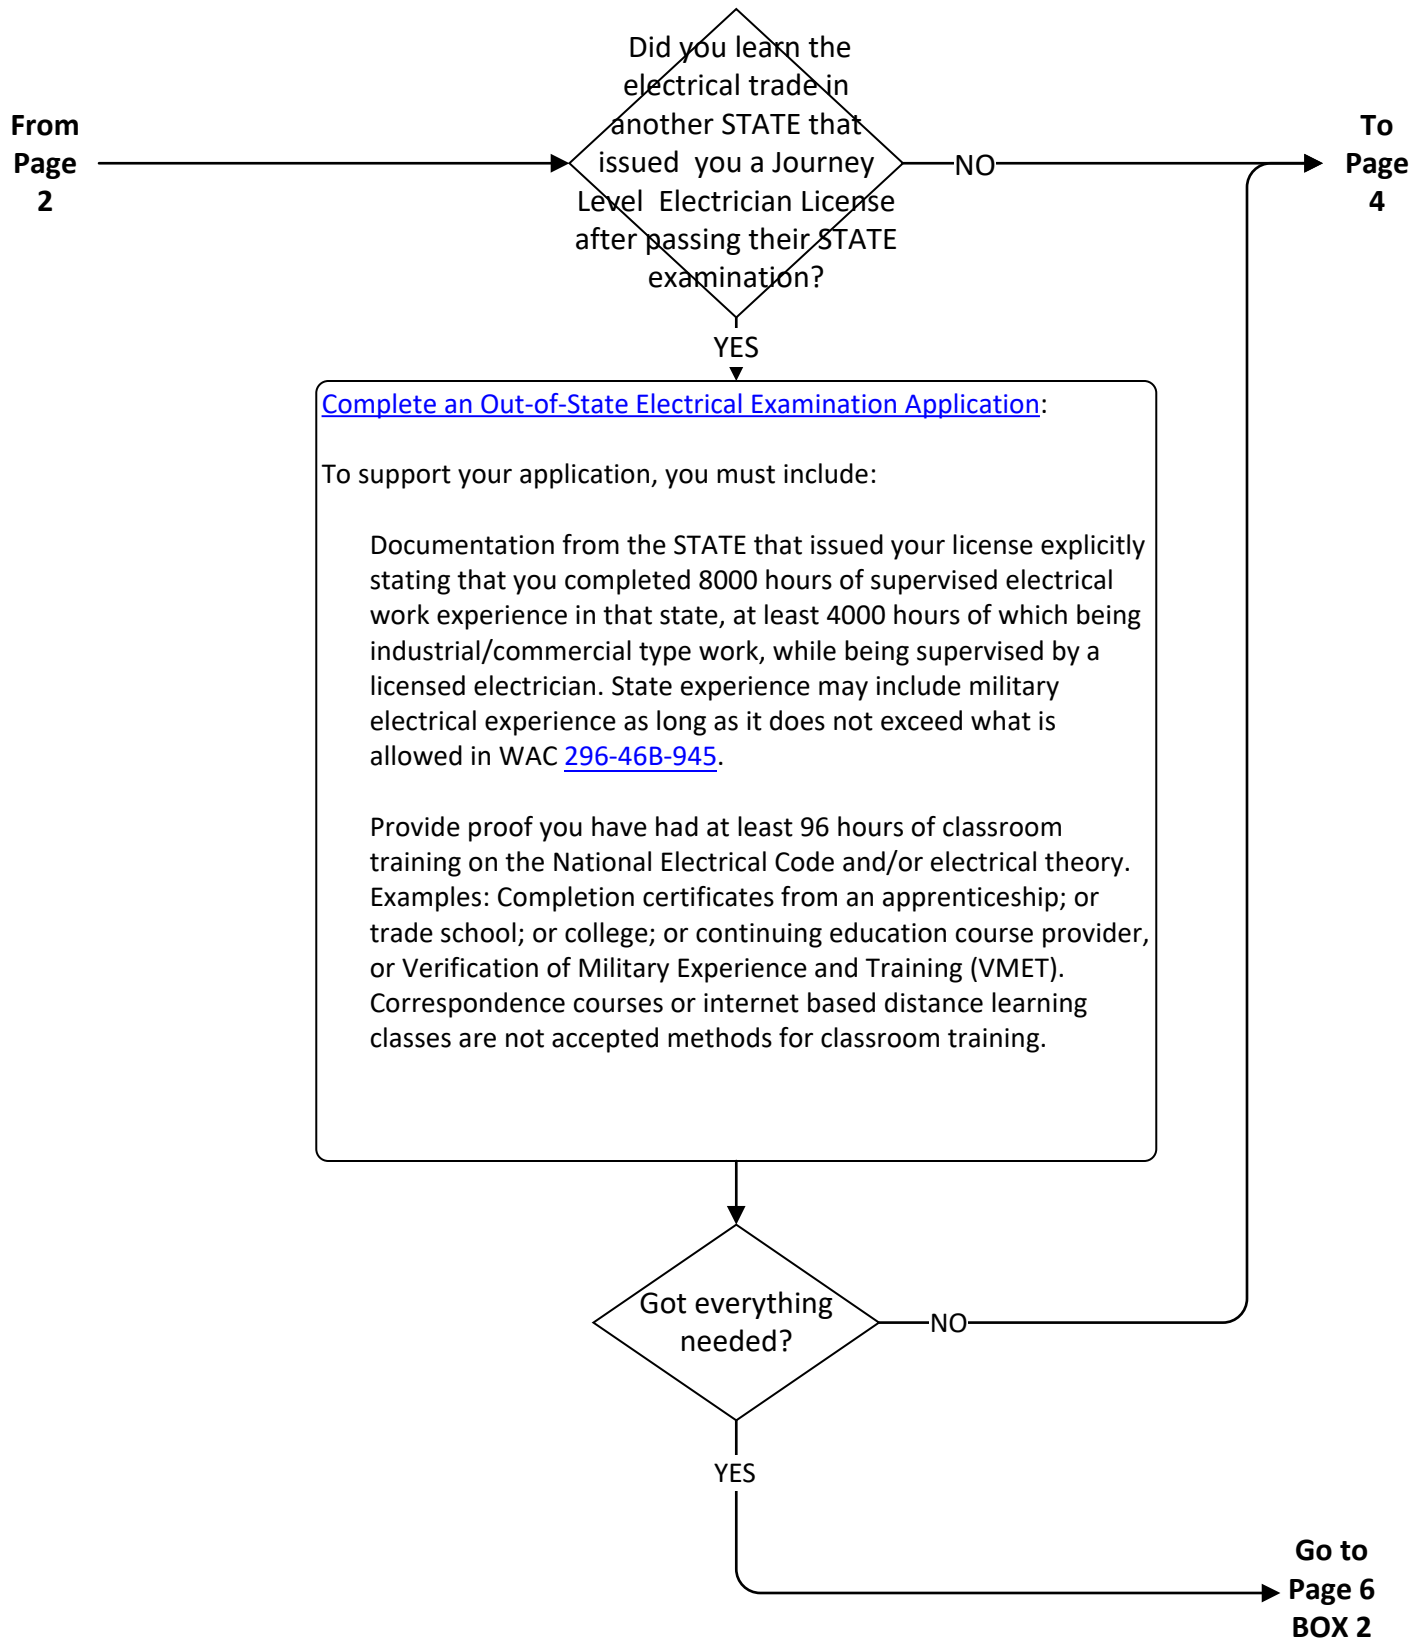 From
Page
2
Did you learn the
electrical trade in
another STATE that
issued  you a Journey
Level  Electrician License
after passing their STATE
examination?
NO
To
Page
4
YES
Complete an Out-of-State Electrical Examination Application:
To support your application, you must include:
Documentation from the STATE that issued your license explicitly
stating that you completed 8000 hours of supervised electrical
work experience in that state, at least 4000 hours of which being
industrial/commercial type work, while being supervised by a
licensed electrician. State experience may include military
electrical experience as long as it does not exceed what is
allowed in WAC 296-46B-945.
Provide proof you have had at least 96 hours of classroom
training on the National Electrical Code and/or electrical theory.
Examples: Completion certificates from an apprenticeship; or
trade school; or college; or continuing education course provider,
or Verification of Military Experience and Training (VMET).
Correspondence courses or internet based distance learning
classes are not accepted methods for classroom training.
Got everything
needed?
NO
YES
Go to
Page 6
BOX 2